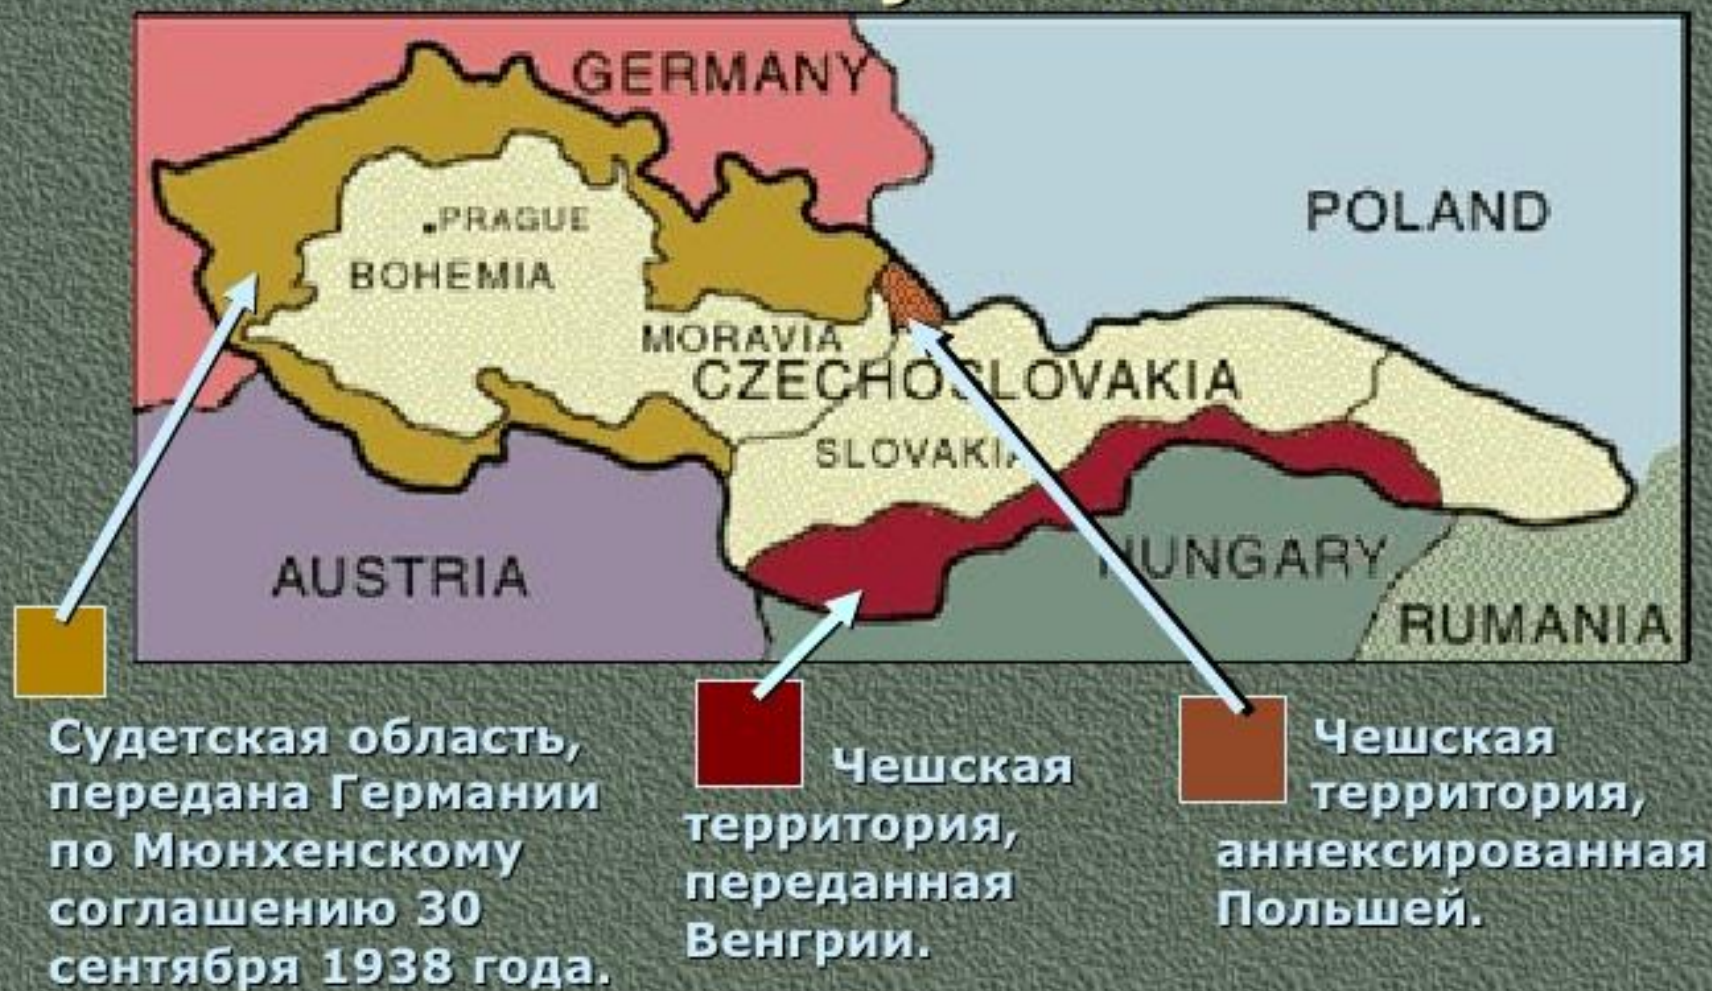 GERMANY
POLAND
.PRAGUE
BOHEMIA
MORAVIA
CZECHOSLOVAKIA
SLOVAKIA
AUSTRIA
HUNGARY
RUMANIA
Судетская область,
передана Германии
по Мюнхенскому
соглашению 30
сентября 1938 года.
Чешская
территория,
переданная
Венгрии.
Чешская
территория,
аннексированная
Польшей.